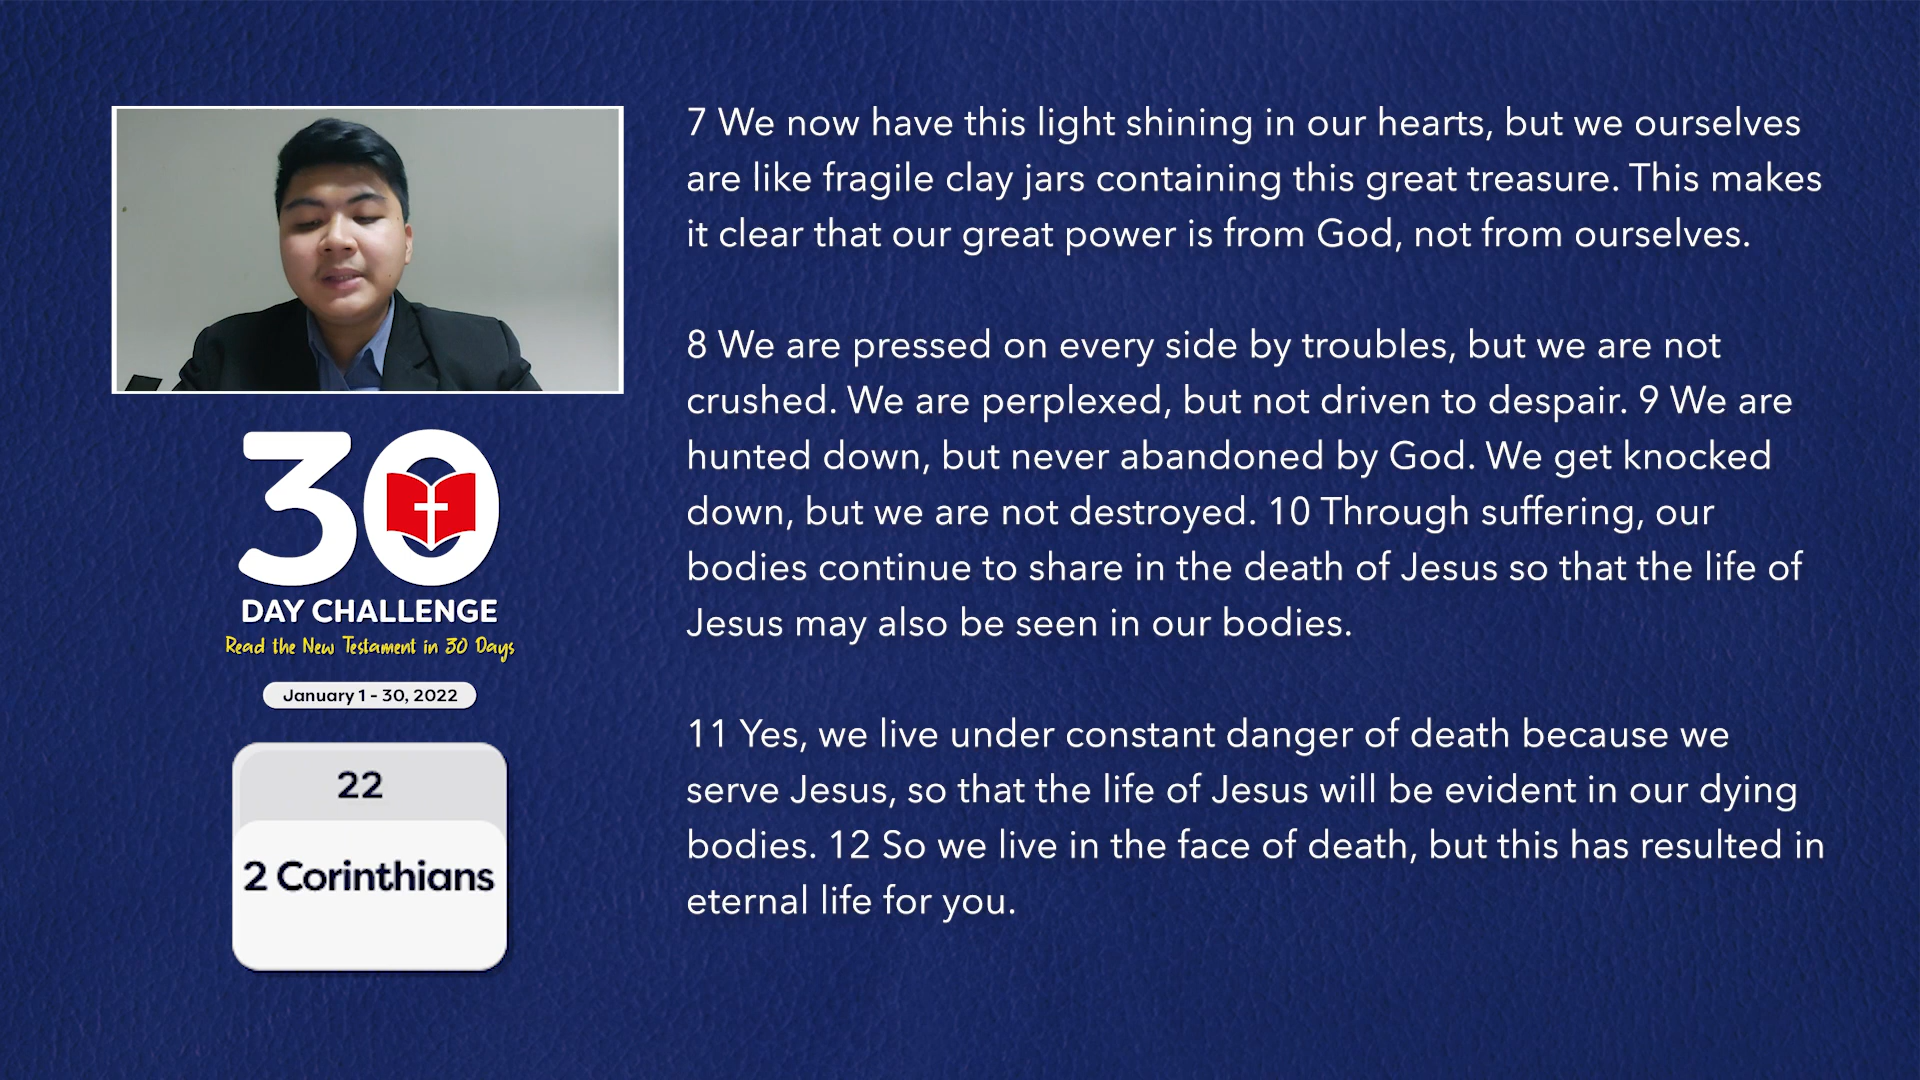 7 We now have this light shining in our hearts, but we ourselves
are like fragile clay jars containing this great treasure. This makes
it clear that our great power is from God, not from ourselves.
8 We are pressed on every side by troubles, but we are not
crushed. We are perplexed, but not driven to despair. 9 We are
hunted down, but never abandoned by God. We get knocked
down, but we are not destroyed. 10 Through suffering, our
bodies continue to share in the death of Jesus so that the life of
Jesus may also be seen in our bodies.
11 Yes, we live under constant danger of death because we
serve Jesus, so that the life of Jesus will be evident in our dying
bodies. 12 So we live in the face of death, but this has resulted in
eternal life for you.
30
DAY CHALLENGE
Read the New Testament in 30 Days
January 1 - 30, 2022
22
2 Corinthians